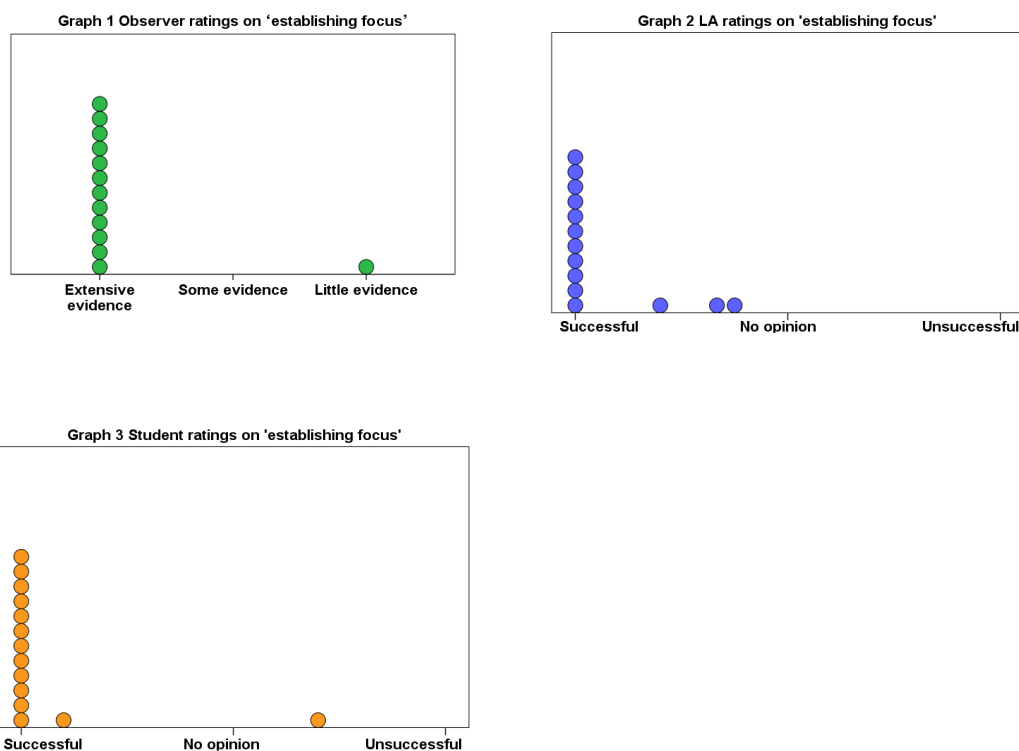 Graph 1 Observer ratings on ‘establishing focus’
Extensive evidence
Some evidence
Little evidence
Graph 2 LA ratings on 'establishing focus'
Successful
No opinion
Unsuccessful
Graph 3 Student ratings on 'establishing focus'
Successful
No opinion
Unsuccessful